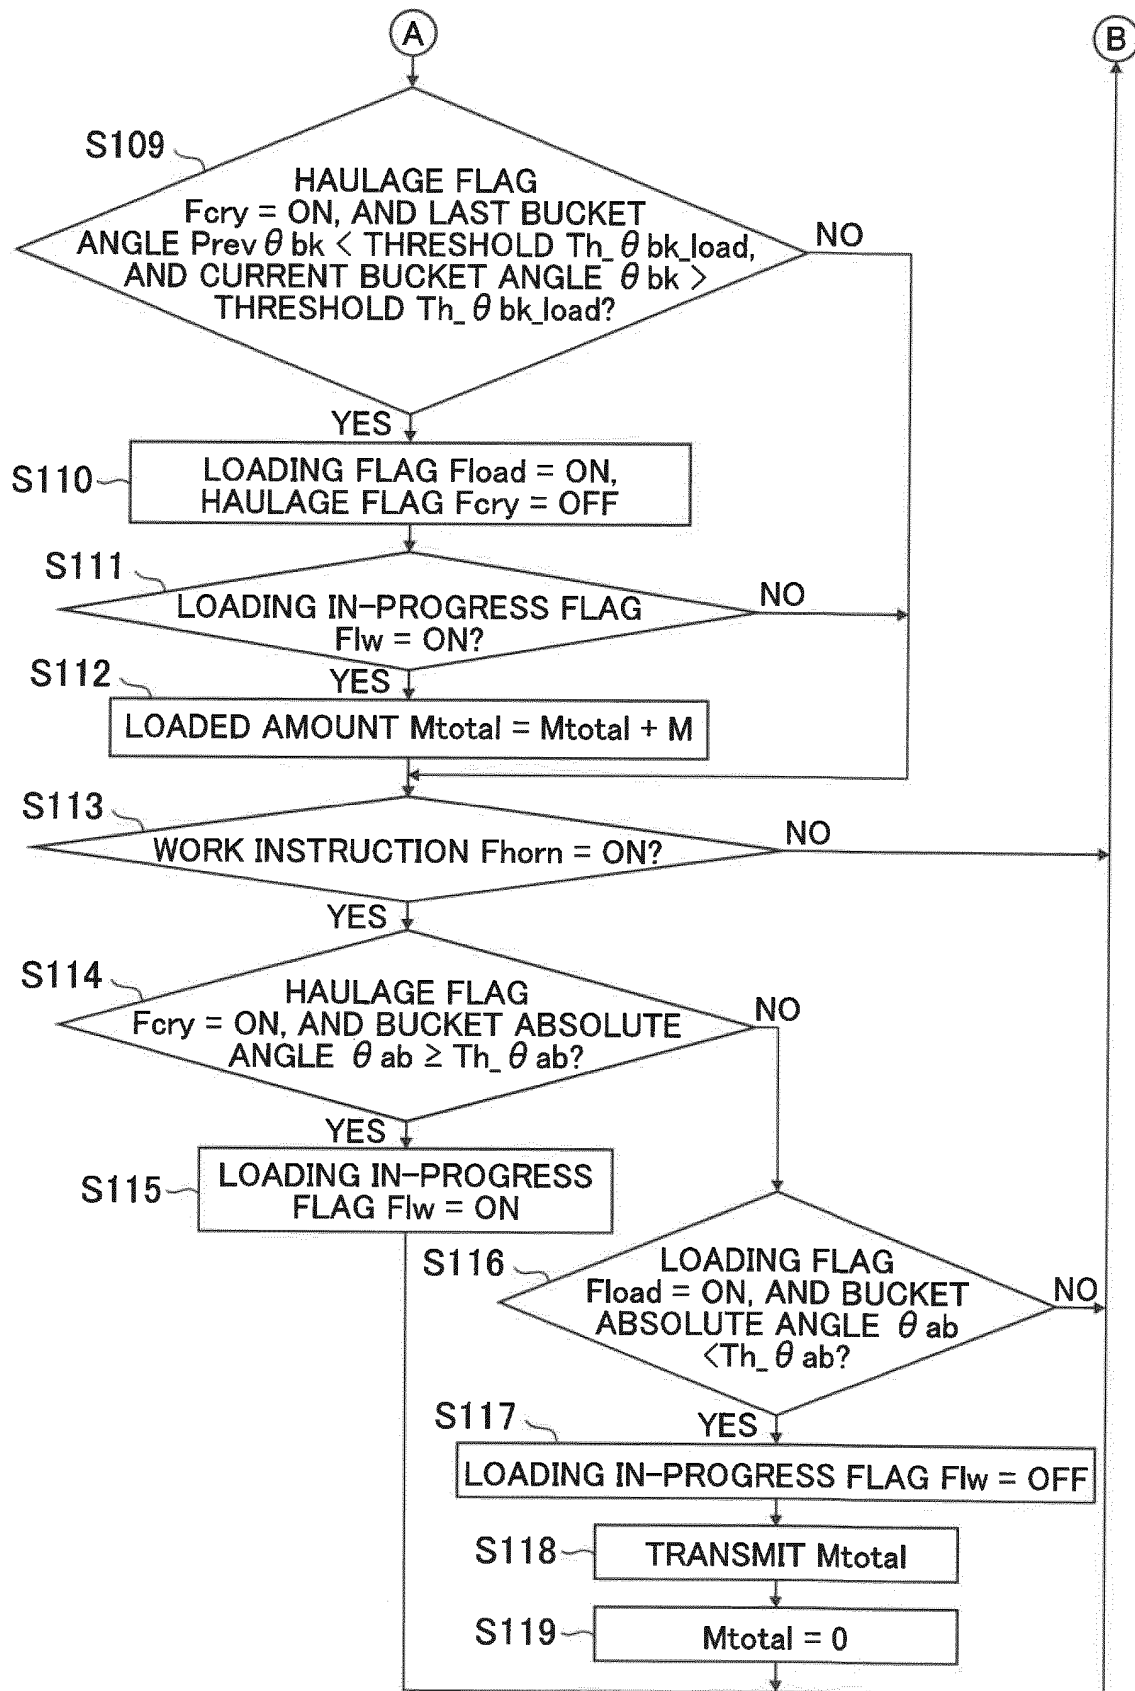 A
B
S109
HAULAGE FLAG
Fcry = ON, AND LAST BUCKET
ANGLE Prev θ bk < THRESHOLD Th_ θ bk_load,
AND CURRENT BUCKET ANGLE θ bk >
THRESHOLD Th_ θ bk_load?
NO
YES
S110
LOADING FLAG Fload = ON,
HAULAGE FLAG Fcry = OFF
S111
LOADING IN-PROGRESS FLAG
Flw = ON?
NO
YES
S112
LOADED AMOUNT Mtotal = Mtotal + M
S113
WORK INSTRUCTION Fhorn = ON?
NO
YES
S114
HAULAGE FLAG
Fcry = ON, AND BUCKET ABSOLUTE
ANGLE θ ab ≥ Th_ θ ab?
NO
YES
S115
LOADING IN-PROGRESS
FLAG Flw = ON
S116
LOADING FLAG
Fload = ON, AND BUCKET
ABSOLUTE ANGLE θ ab
<Th_ θ ab?
NO
YES
S117
LOADING IN-PROGRESS FLAG Flw = OFF
S118
TRANSMIT Mtotal
S119
Mtotal = 0